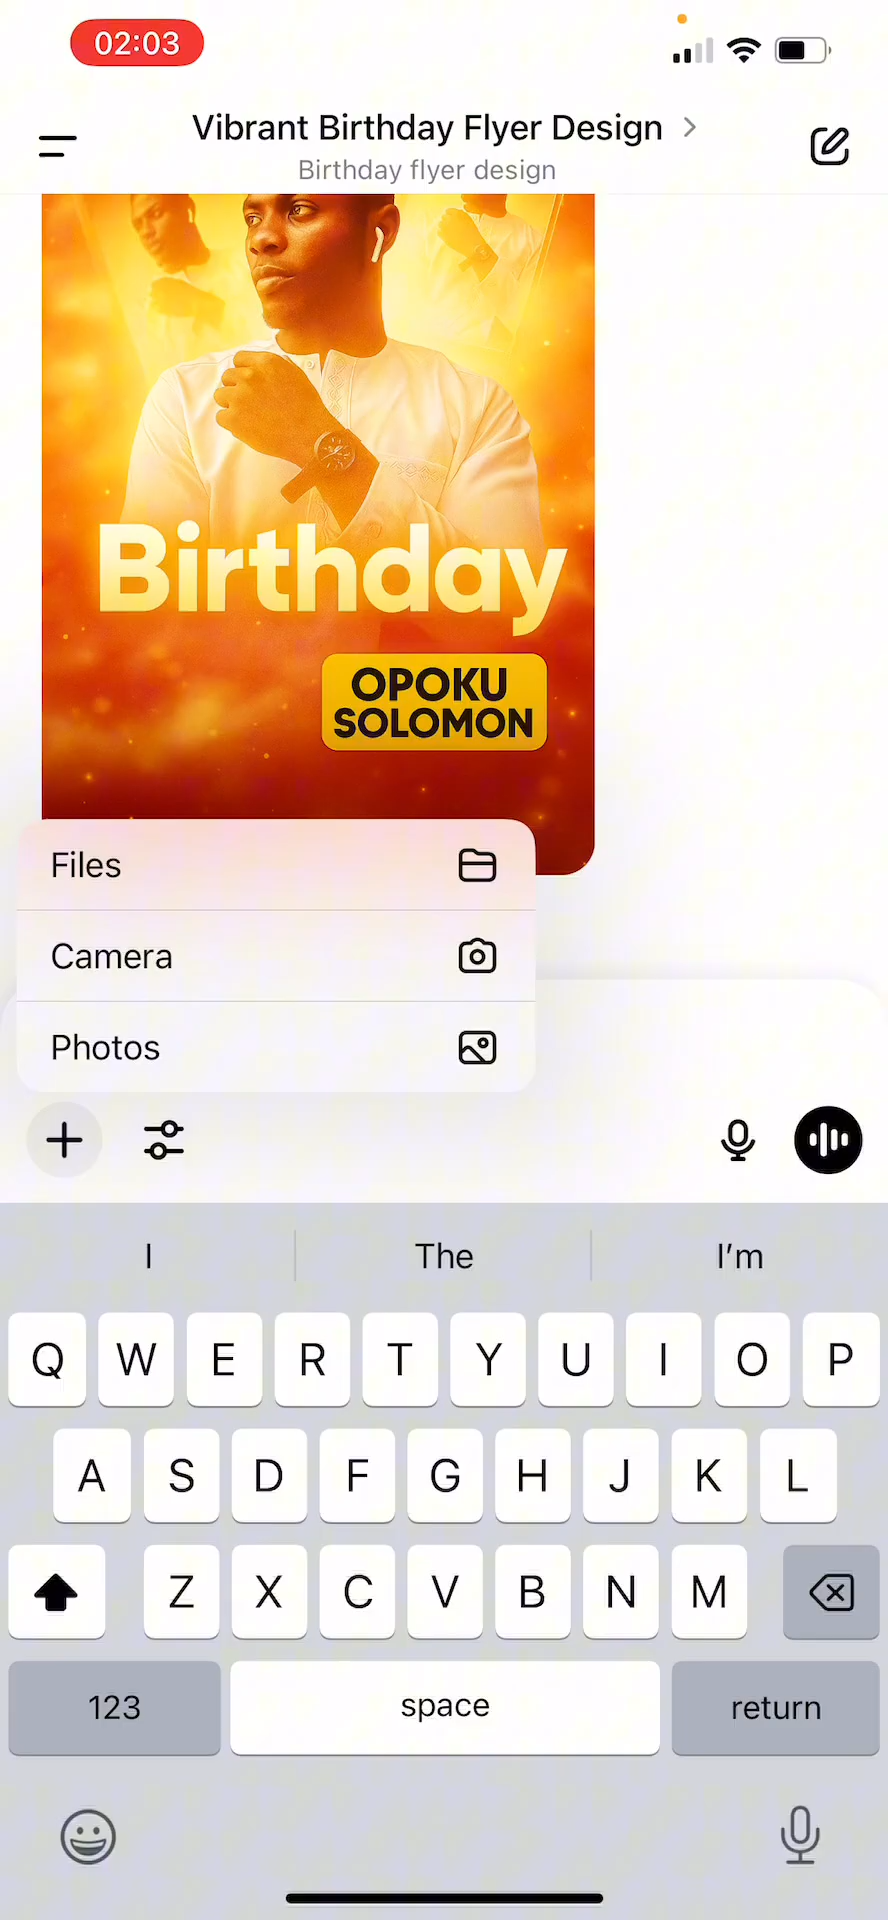 02:03
Vibrant Birthday Flyer Design
Birthday flyer design
Birthday
OPOKU
SOLOMON
Files
Camera
Photos
I The I'm
Q W E R T Y U I O P
A S D F G H J K L
Z X C V B N M
123 space return